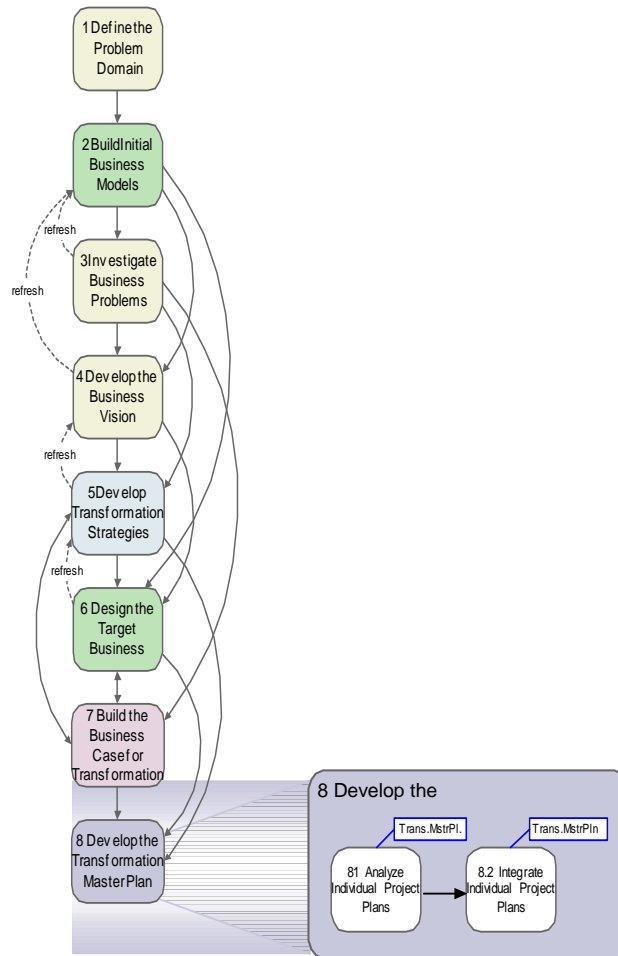 1 Define the
Problem
Domain
2 Build Initial
Business
Models
refresh
3 Investigate
Business
Problems
refresh
4 Develop the
Business
Vision
refresh
5 Develop
Transformation
Strategies
refresh
6 Design the
Target
Business
7 Build the
Business
Case for
Transformation
8 Develop the
Transformation
Master Plan
8 Develop the
Trans.MstrPl.
Trans.MstrPln
81 Analyze
Individual Project
Plans
8.2 Integrate
Individual Project
Plans